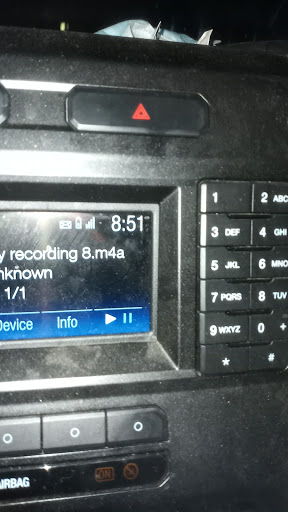 8:51
y recording 8.m4a
nknown
1/1
Device Info
1 2 ABC
3 DEF 4 GHI
5 JKL 6 MNO
7 PQRS 8 TUV
9 WXYZ 0 +
* #
AIRBAG ON